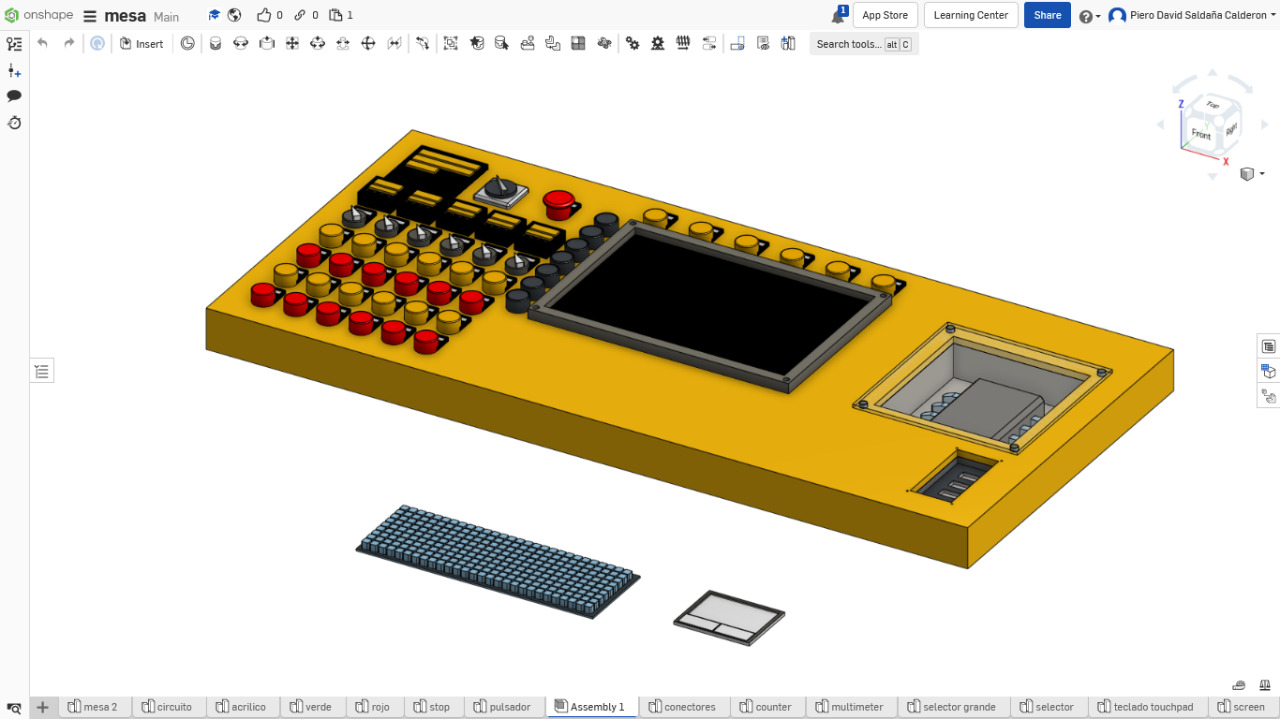 onshape mesa Main 0 0 1 1 App Store Learning Center Share Piero David Saldaña Calderon
Insert Search tools... alt C
Z Top Front Right X
mesa 2 circuito acrilico verde rojo stop pulsador Assembly 1 conectores counter multimeter selector grande selector teclado touchpad screen